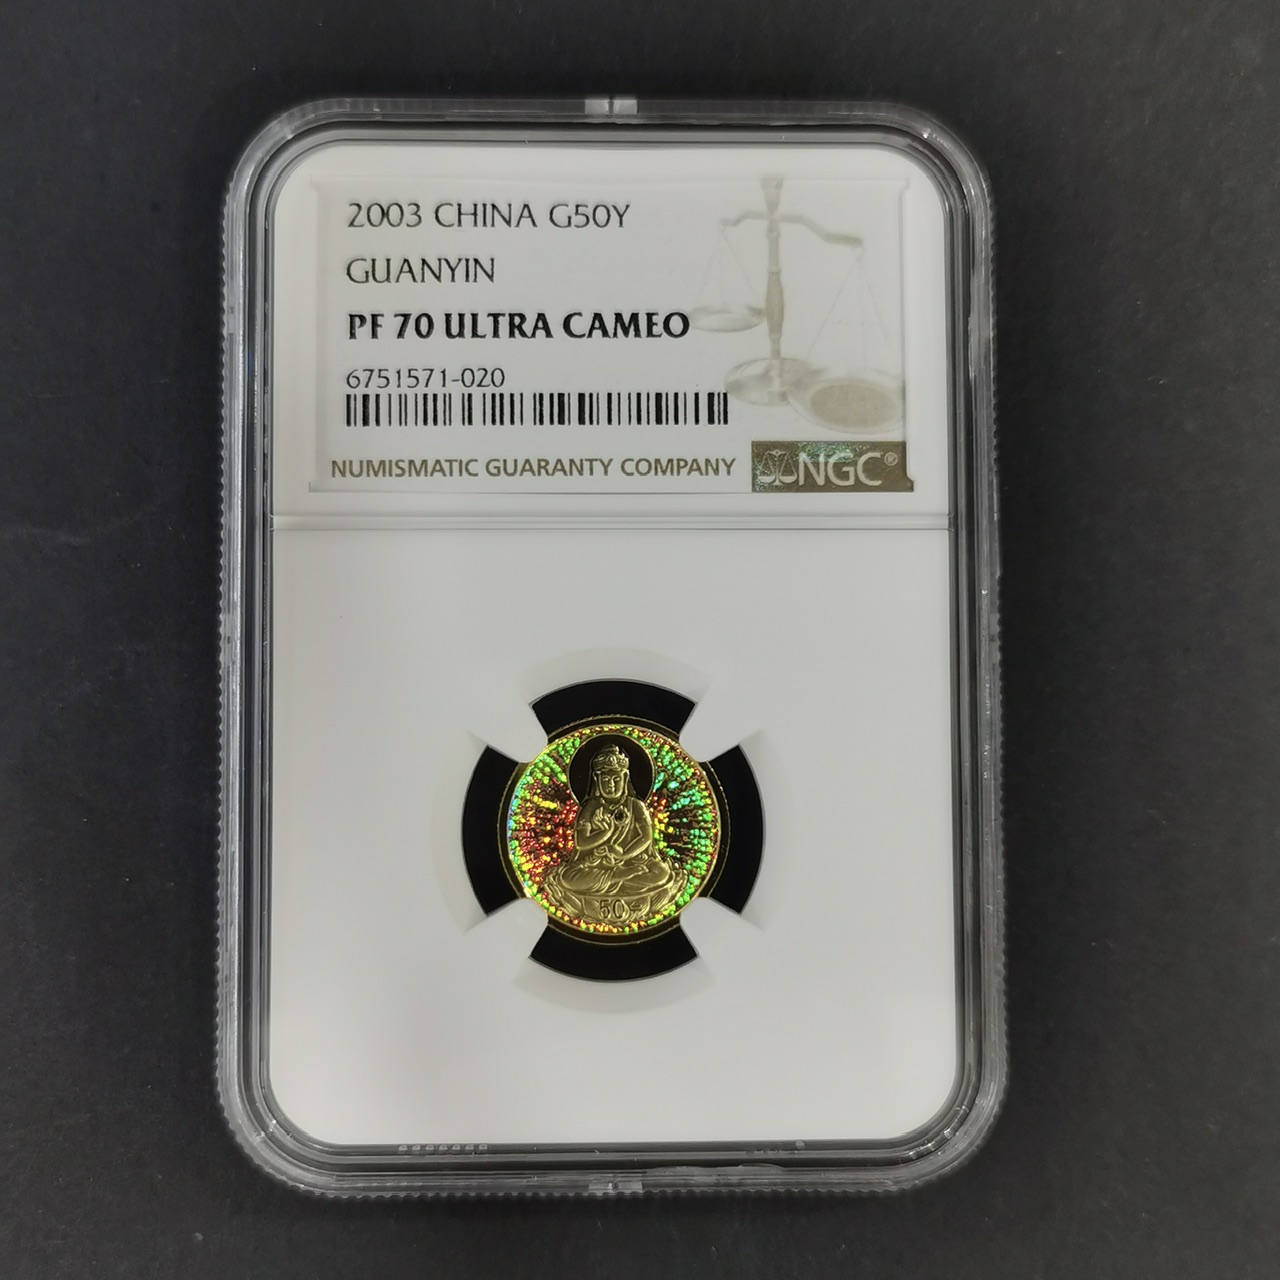 2003 CHINA G50Y
GUANYIN
PF 70 ULTRA CAMEO
6751571-020
NUMISMATIC GUARANTY COMPANY
NGC®
50